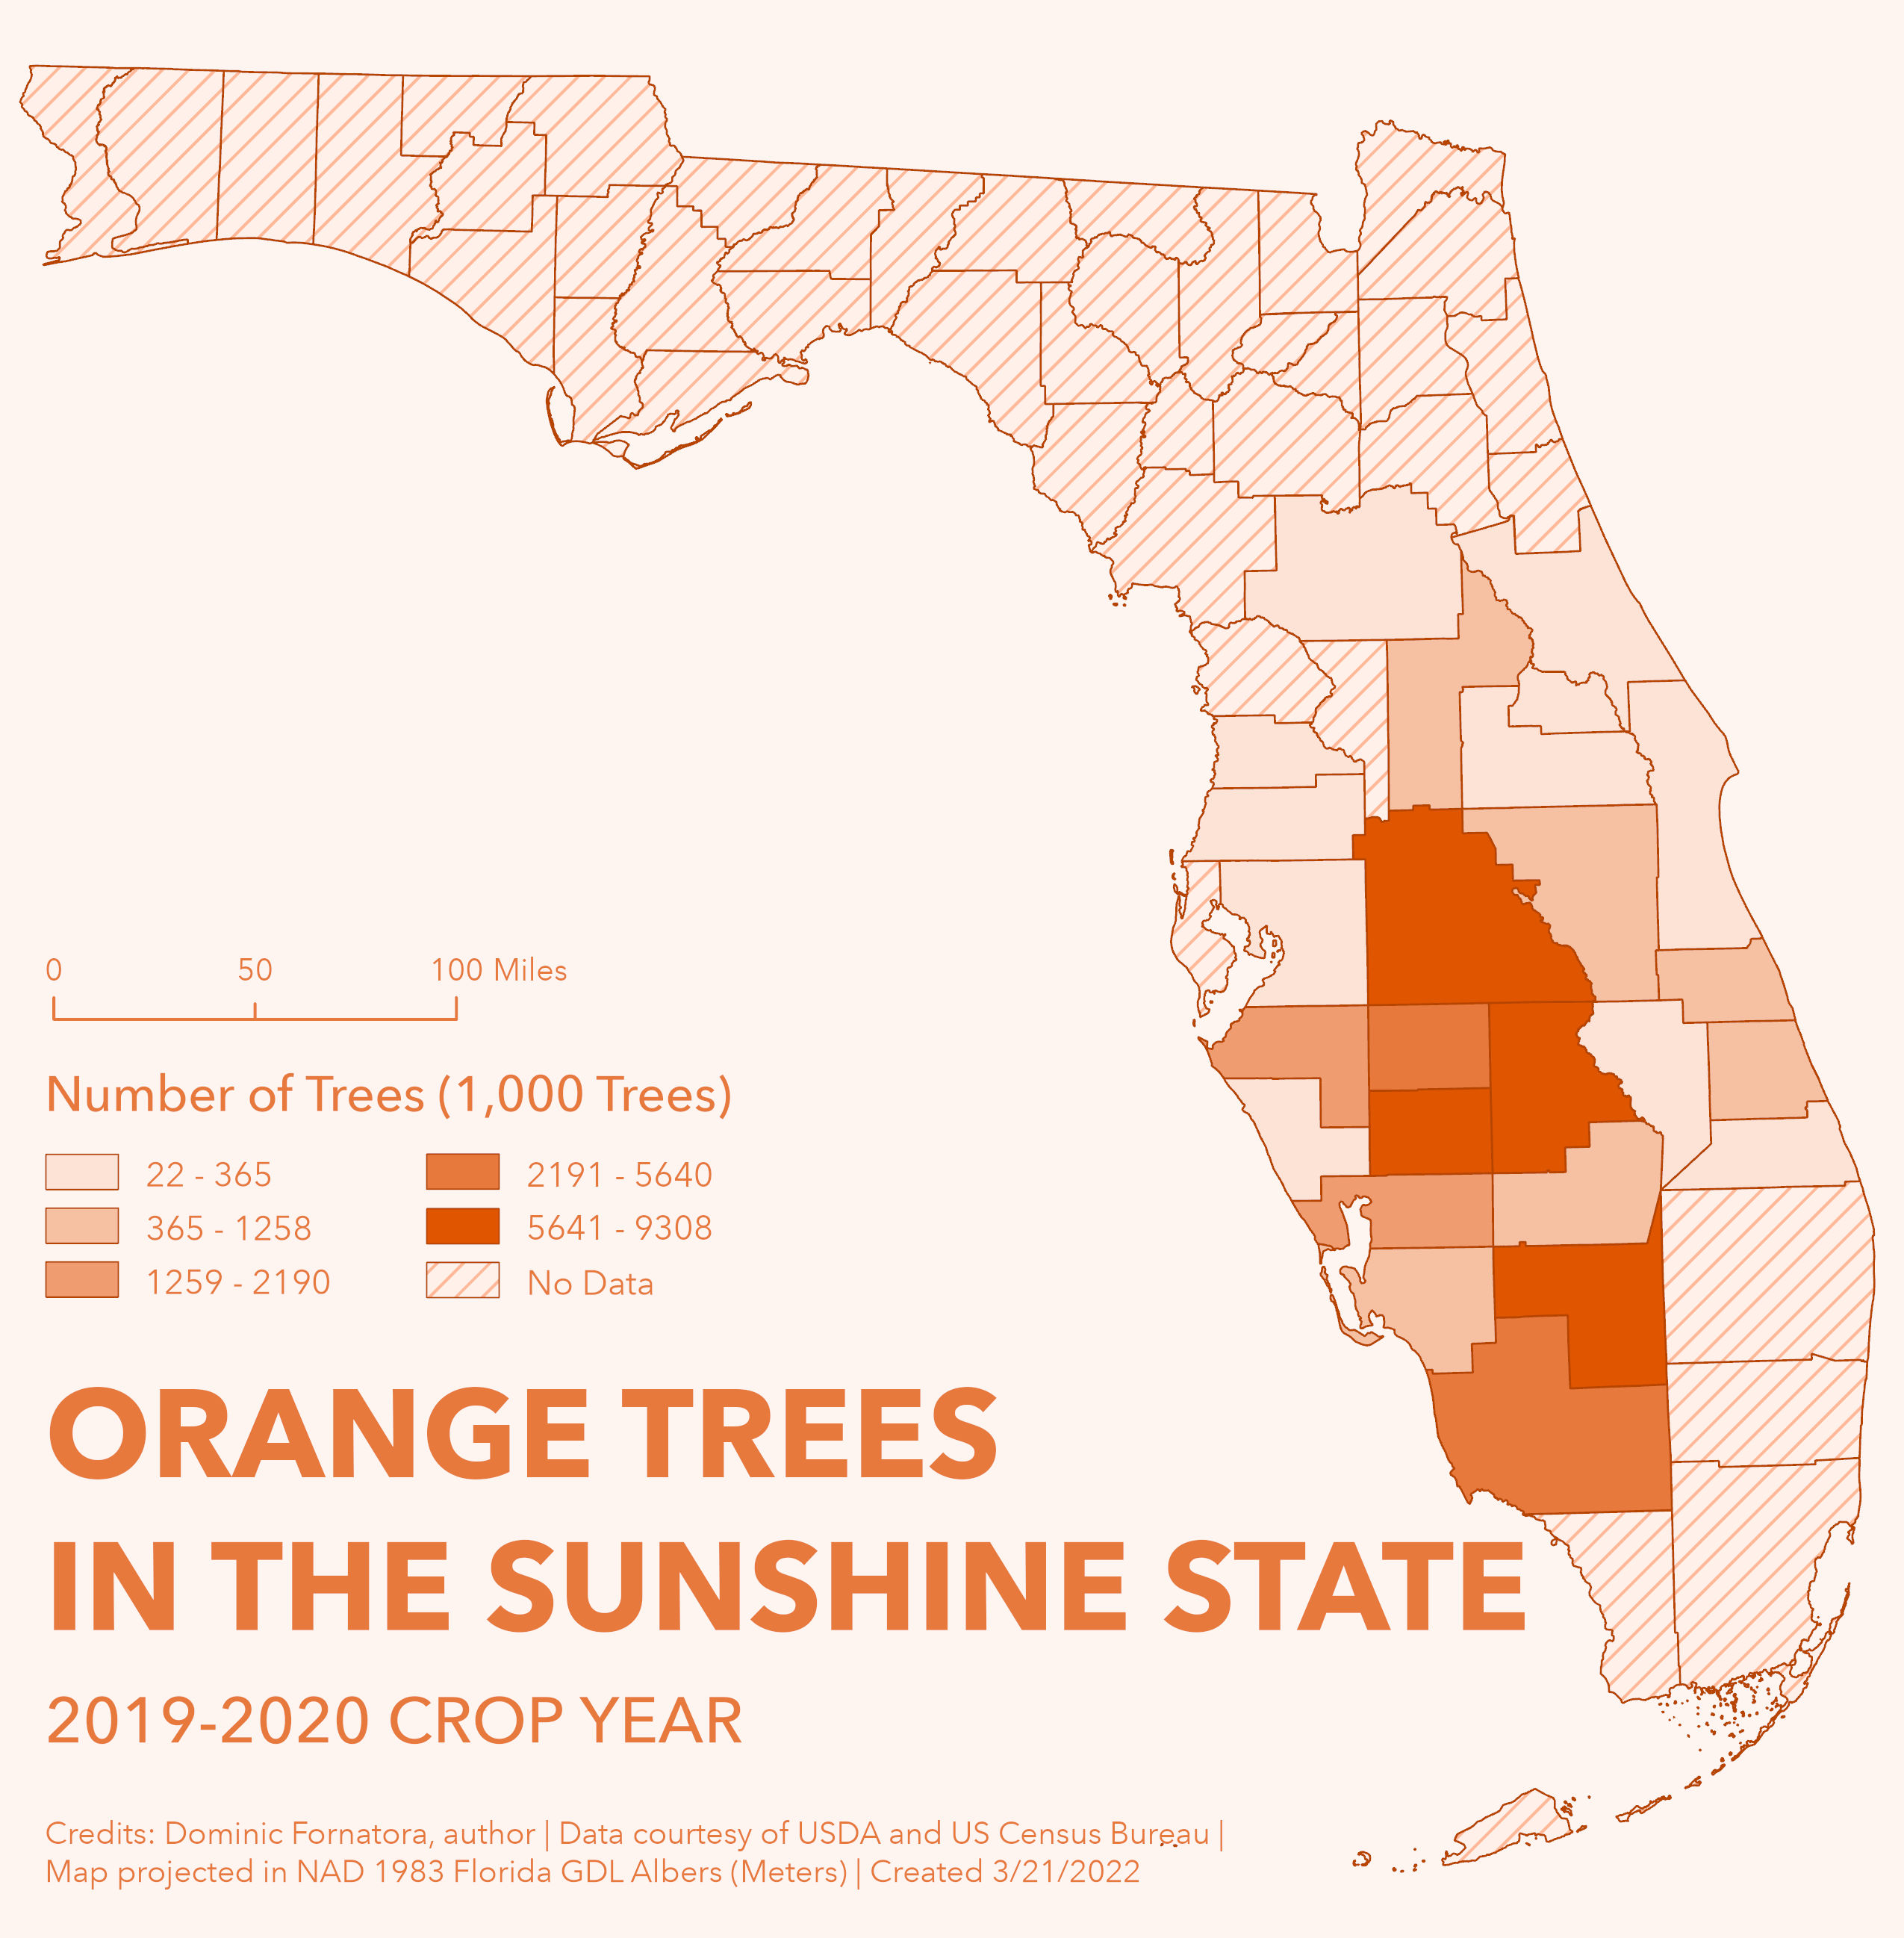 0 50 100 Miles
Number of Trees (1,000 Trees)
22 - 365 2191 - 5640
365 - 1258 5641 - 9308
1259 - 2190 No Data
ORANGE TREES
IN THE SUNSHINE STATE
2019-2020 CROP YEAR
Credits: Dominic Fornatora, author | Data courtesy of USDA and US Census Bureau |
Map projected in NAD 1983 Florida GDL Albers (Meters) | Created 3/21/2022